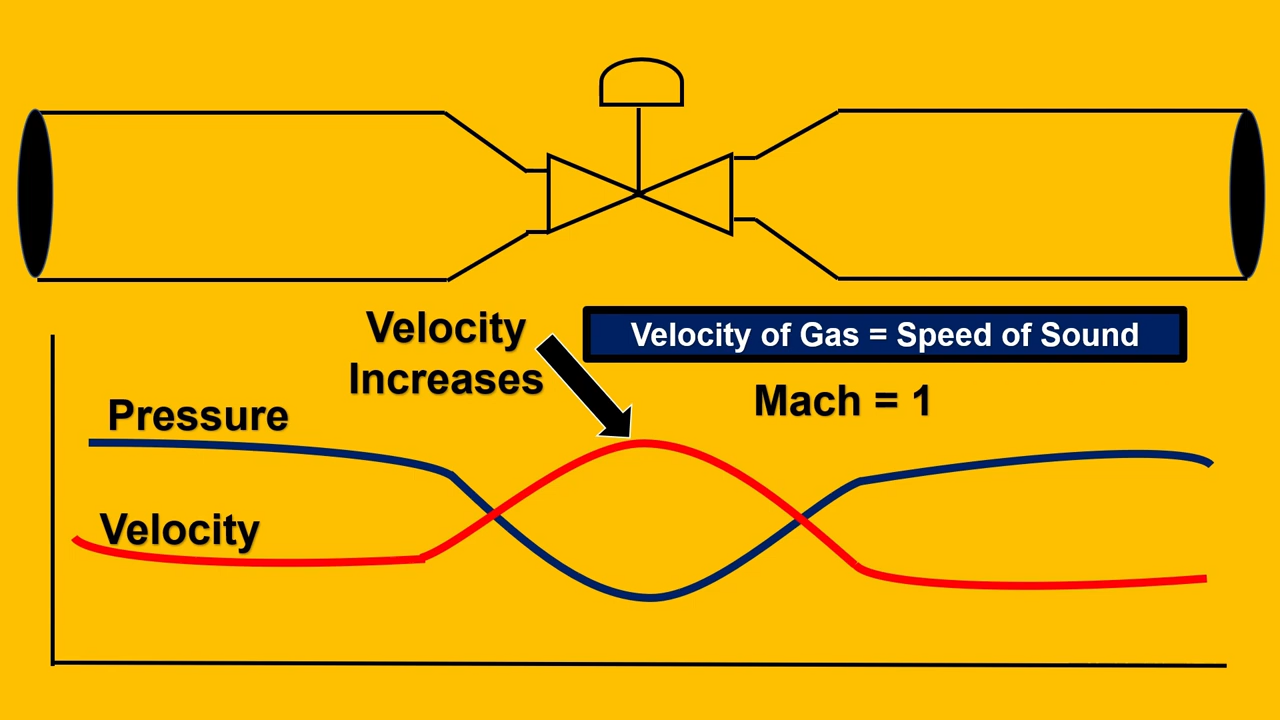 Velocity
Increases
Velocity of Gas = Speed of Sound
Mach = 1
Pressure
Velocity